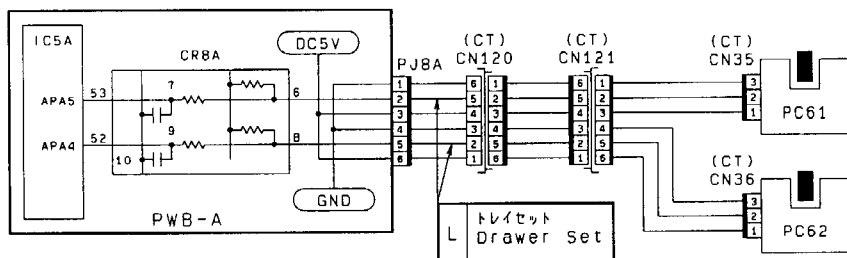 IC5A
APA5
APA4
53
52
CR8A
7
6
9
8
10
DC5V
GND
PWB-A
PJ8A
1
2
3
4
5
6
(CT)
CN120
6
5
4
3
2
1
1
2
3
4
5
6
(CT)
CN121
6
5
4
3
2
1
1
2
3
4
5
6
(CT)
CN35
3
2
1
PC61
(CT)
CN36
3
2
1
PC62
L
トレイセット
Drawer Set